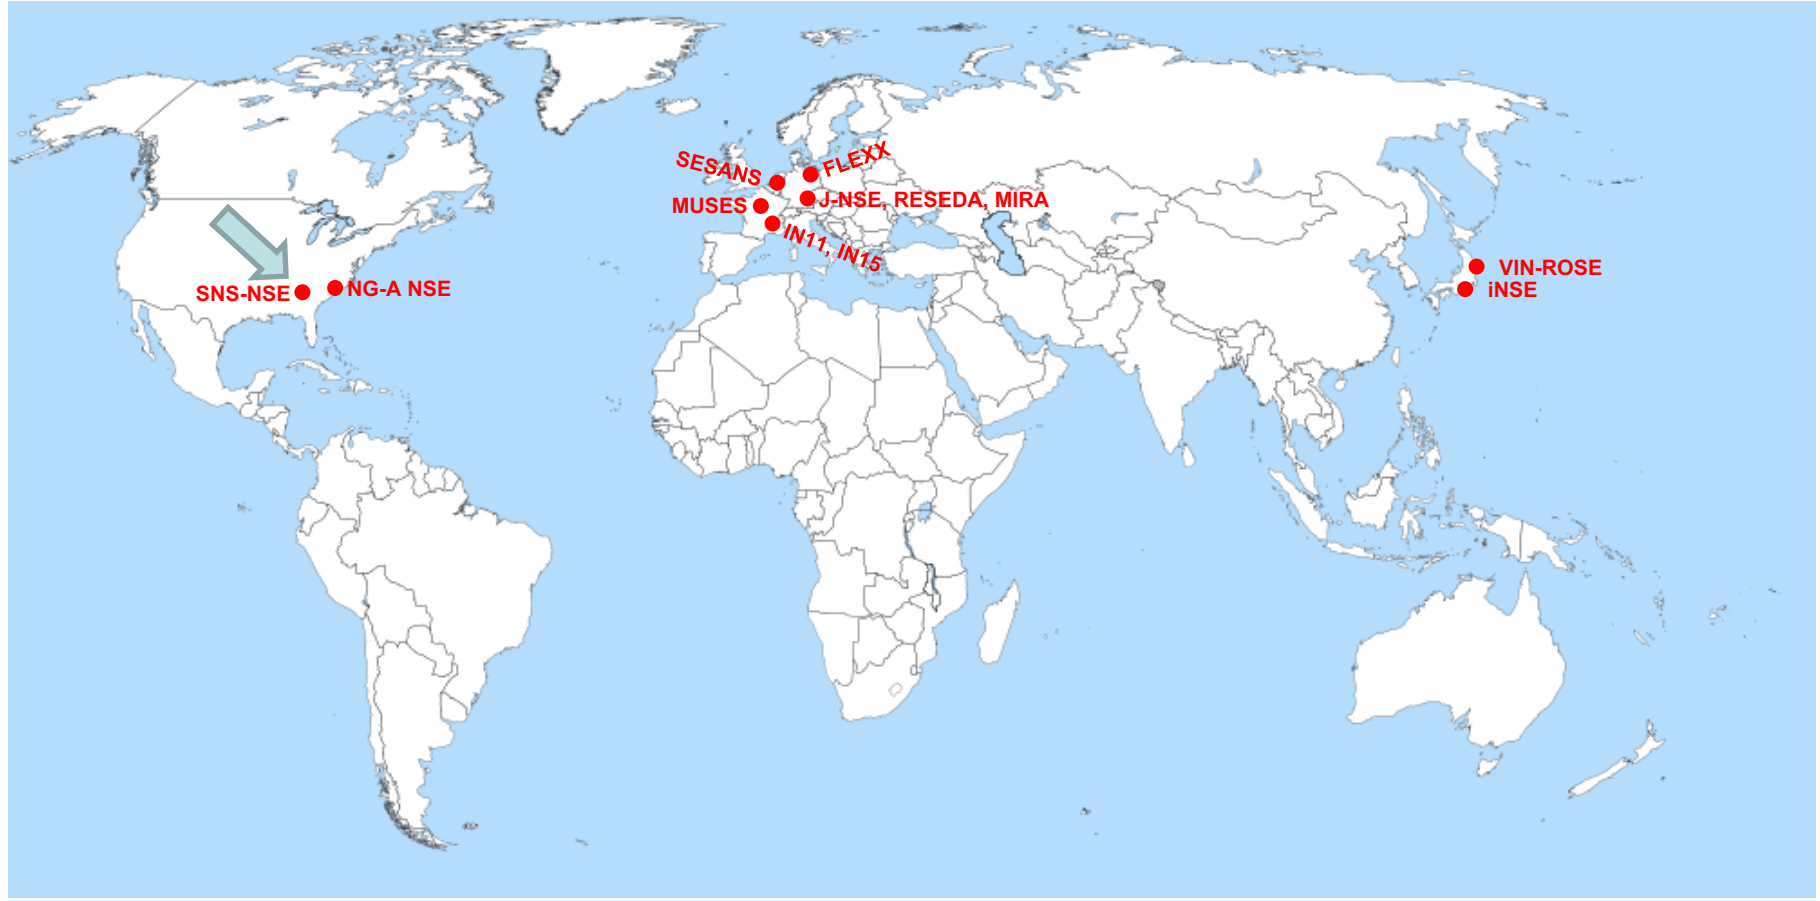 SESANS
FLEXX
MUSES
J-NSE, RESEDA, MIRA
IN11, IN15
SNS-NSE
NG-A NSE
VIN-ROSE
iNSE